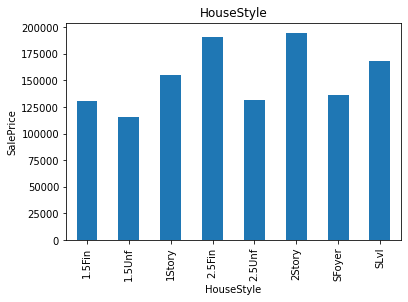 HouseStyle
200000
175000
150000
125000
100000
75000
50000
25000
0
SalePrice
1.5Fin
1.5Unf
1Story
2.5Fin
2.5Unf
2Story
SFoyer
SLvl
HouseStyle